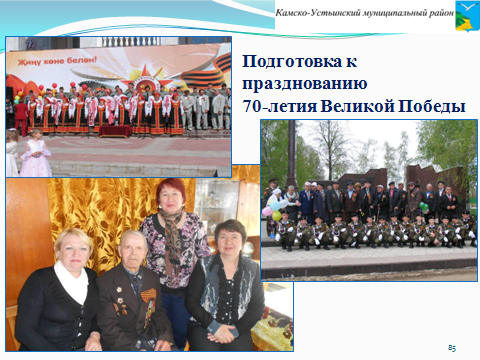 Камско-Устьинский муниципальный район
Җиңү көне белән!
Подготовка к
празднованию
70-летия Великой Победы
85